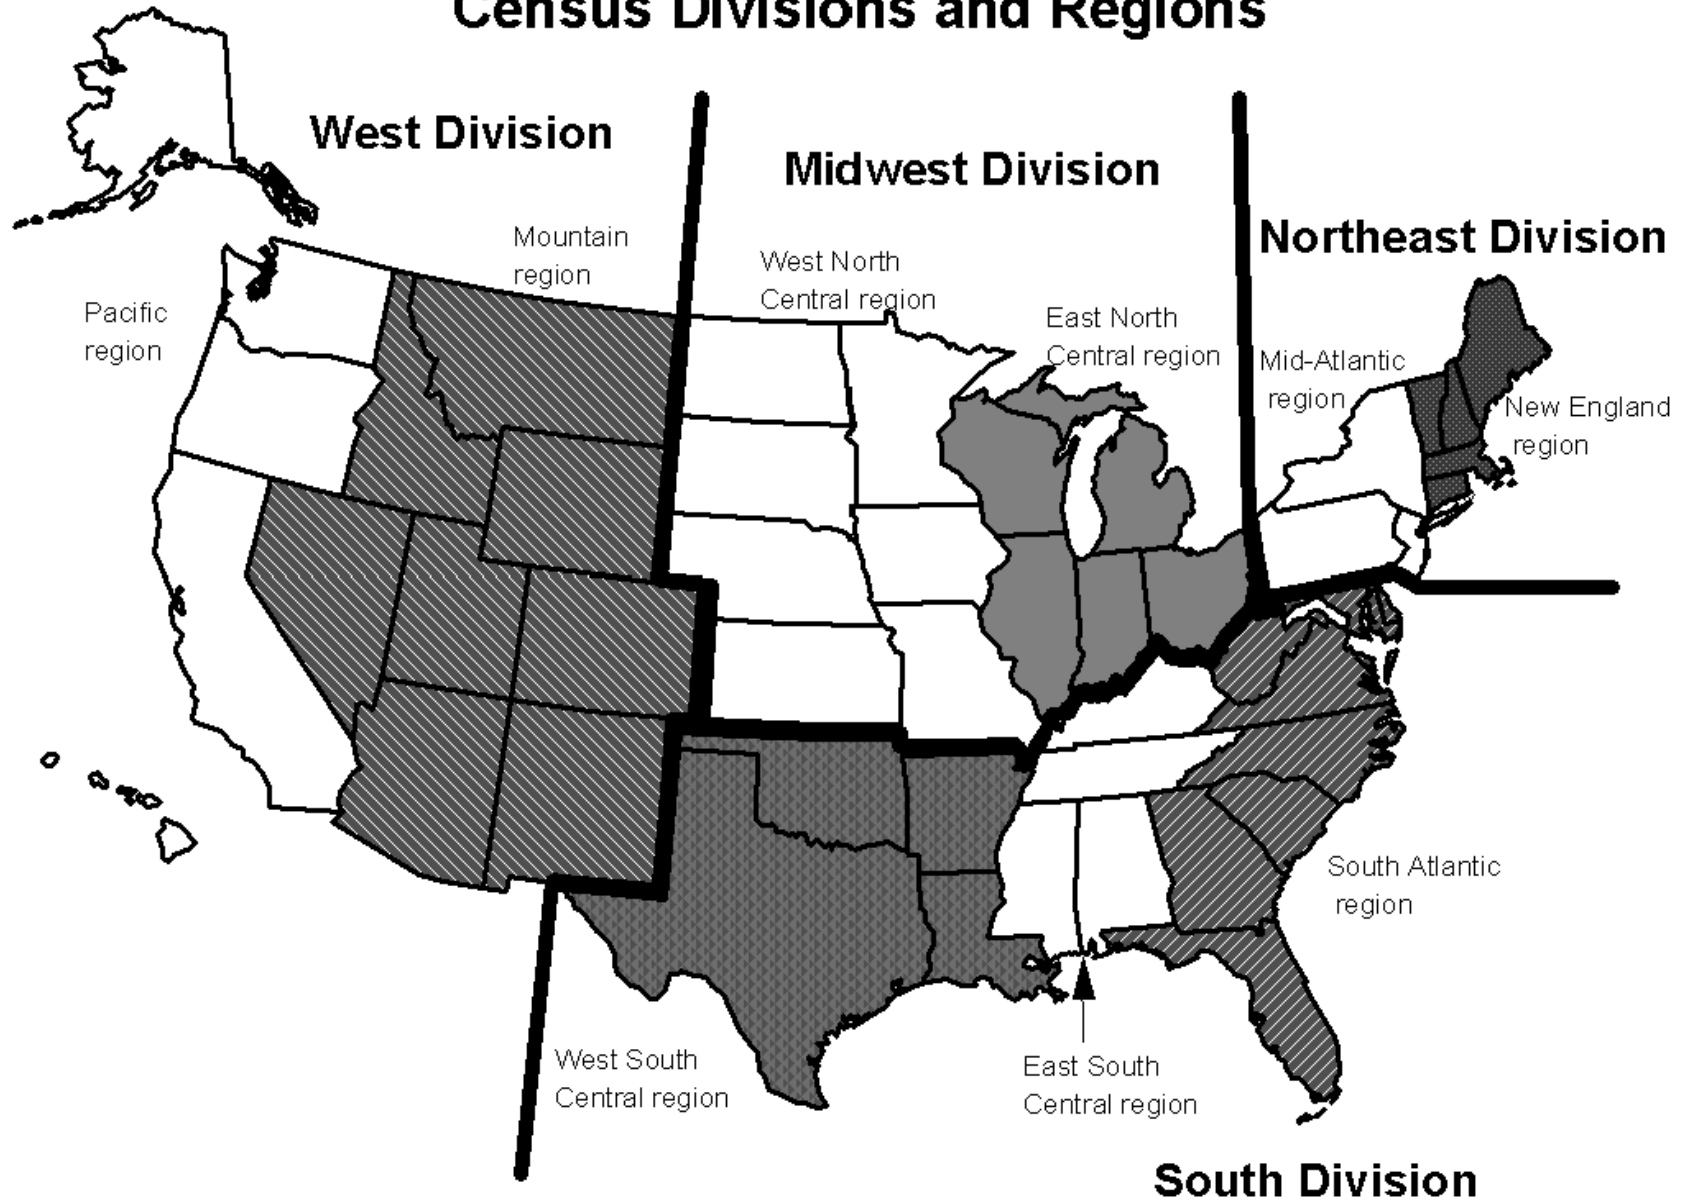 Census Divisions and Regions
West Division
Midwest Division
Northeast Division
Mountain
region
West North
Central region
Pacific
region
East North
Central region
Mid-Atlantic
region
New England
region
South Atlantic
region
West South
Central region
East South
Central region
South Division